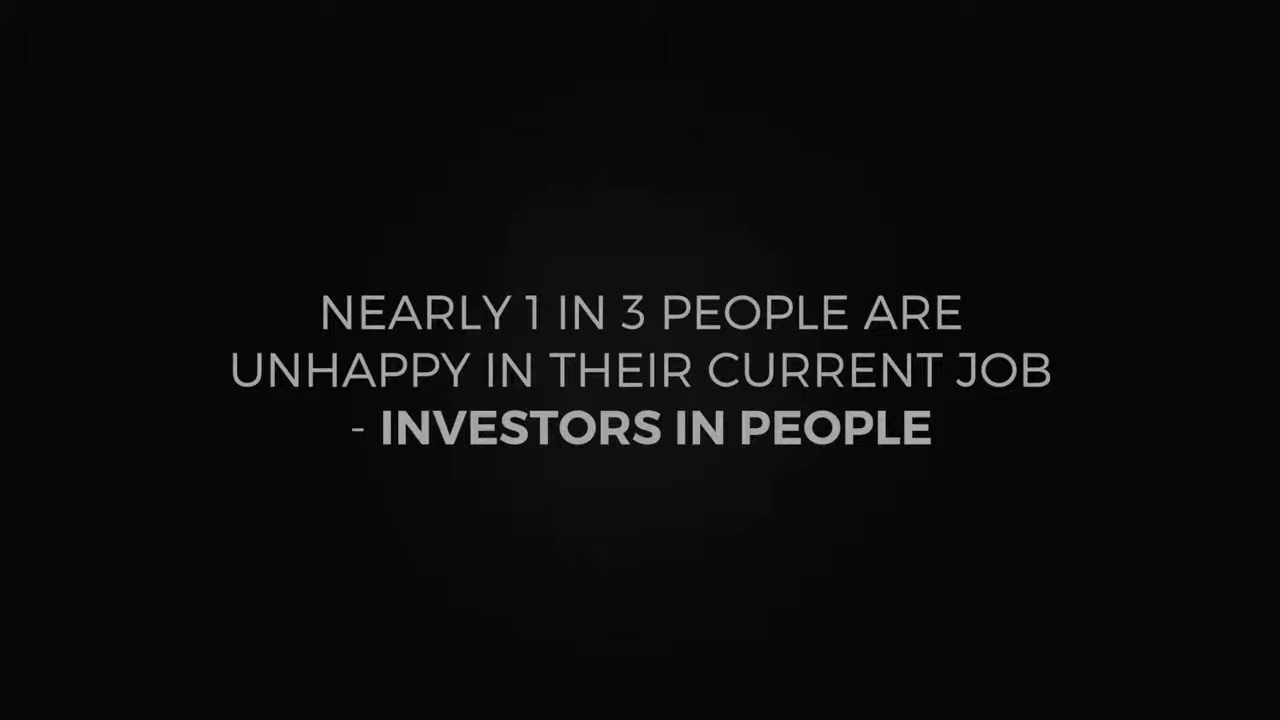 NEARLY 1 IN 3 PEOPLE ARE
UNHAPPY IN THEIR CURRENT JOB
- INVESTORS IN PEOPLE